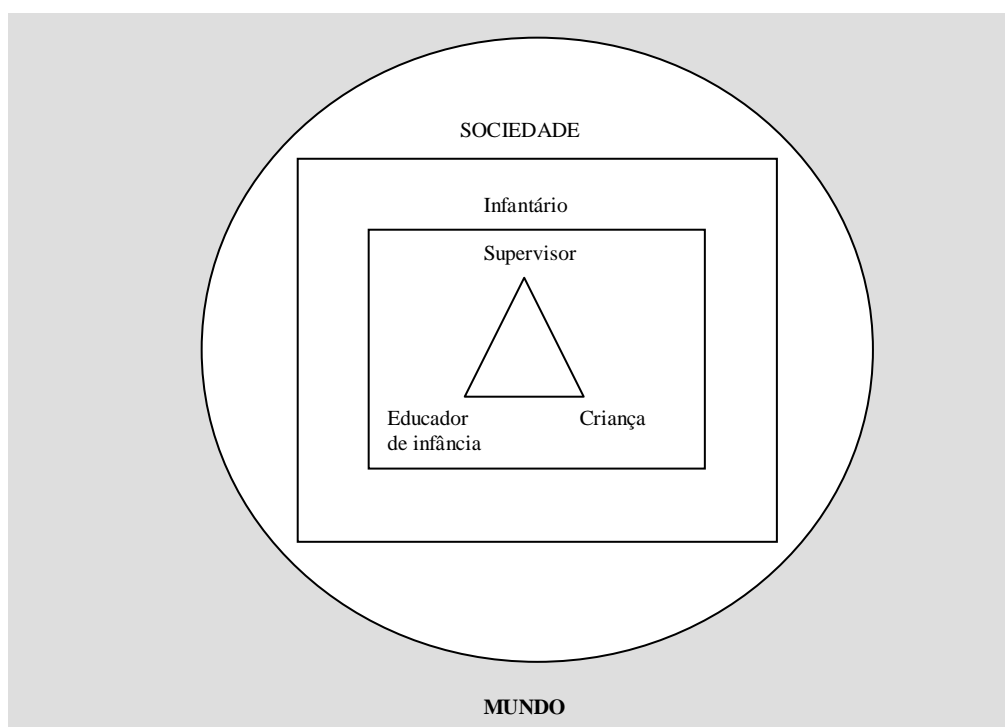 SOCIEDADE
Infantário
Supervisor
Educador
de infância
Criança
MUNDO